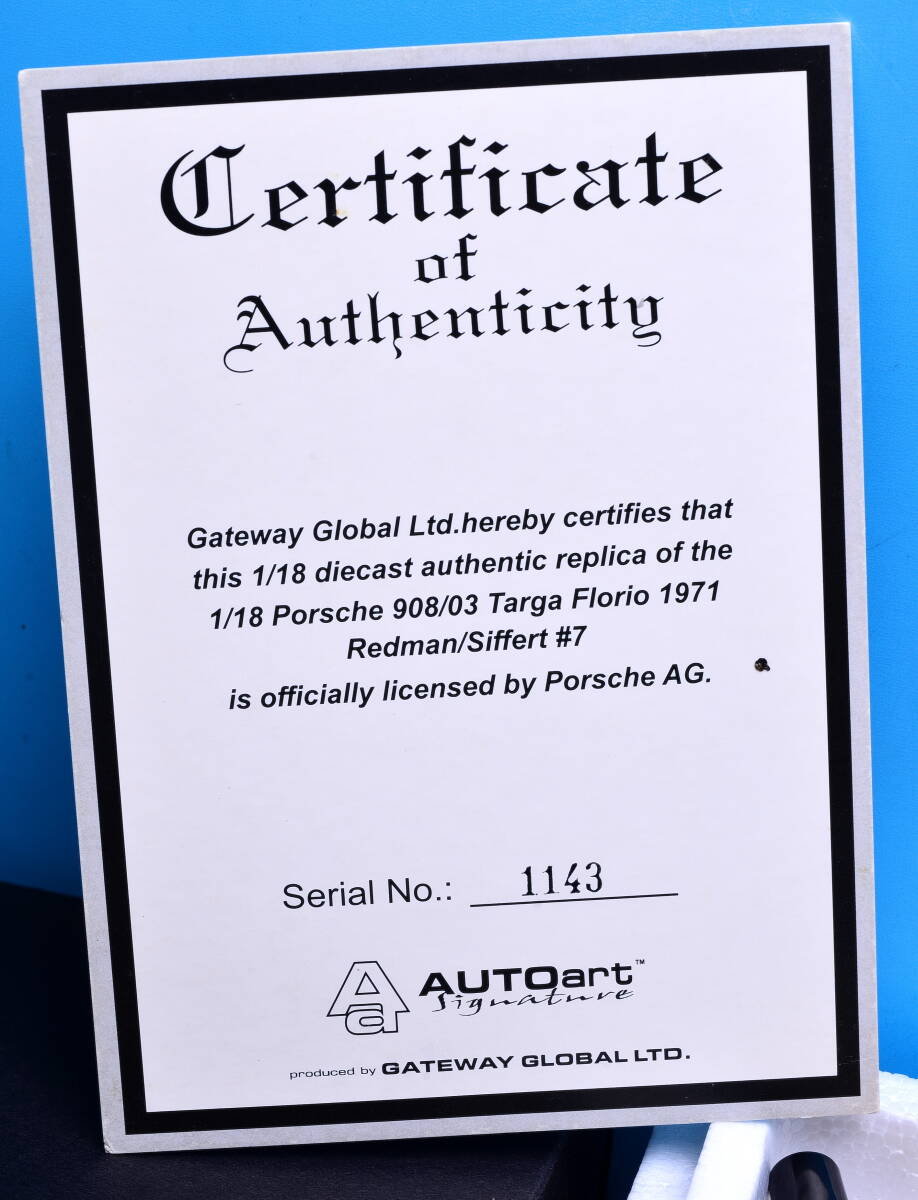 Certificate
of
Authenticity
Gateway Global Ltd.hereby certifies that
this 1/18 diecast authentic replica of the
1/18 Porsche 908/03 Targa Florio 1971
Redman/Siffert #7
is officially licensed by Porsche AG.
Serial No.: 1143
Aa AUTOart™
Signature
produced by GATEWAY GLOBAL LTD.